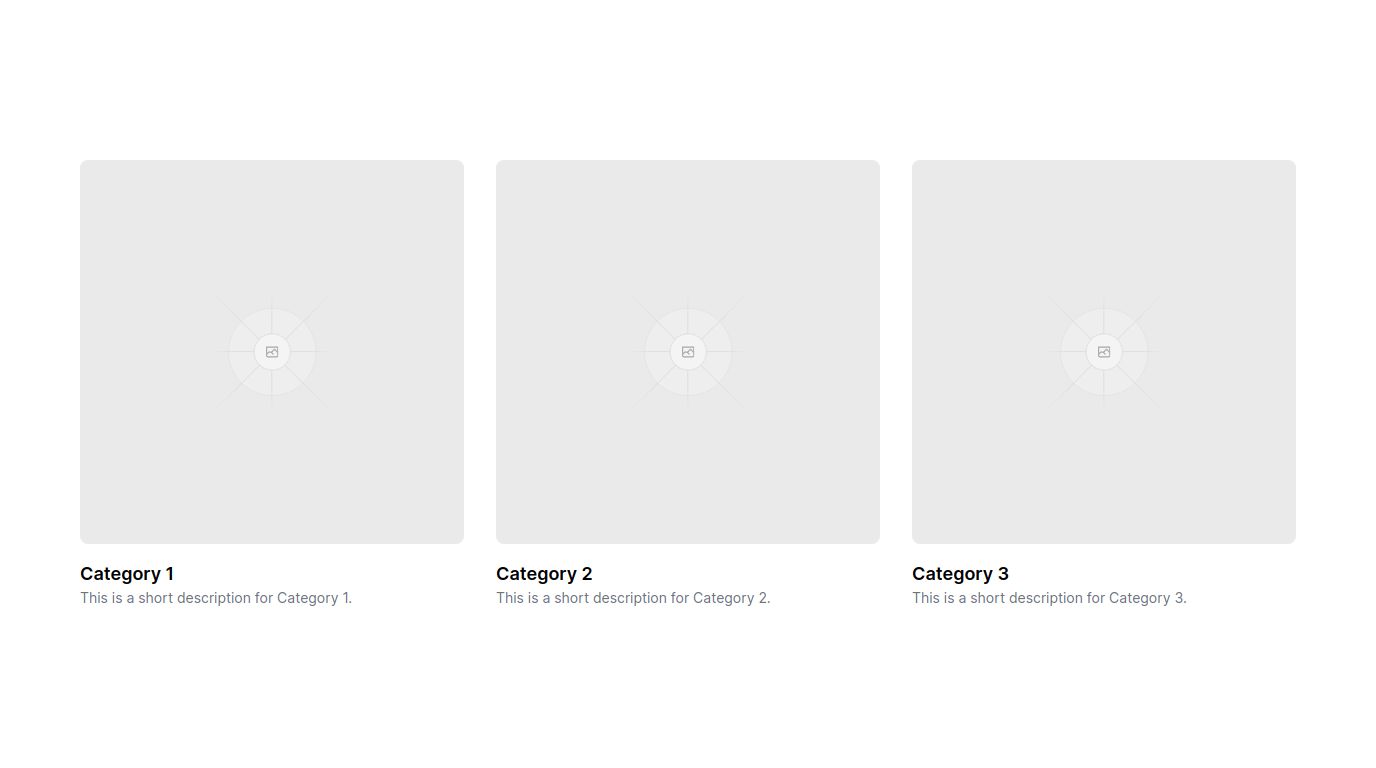 Category 1
This is a short description for Category 1.
Category 2
This is a short description for Category 2.
Category 3
This is a short description for Category 3.